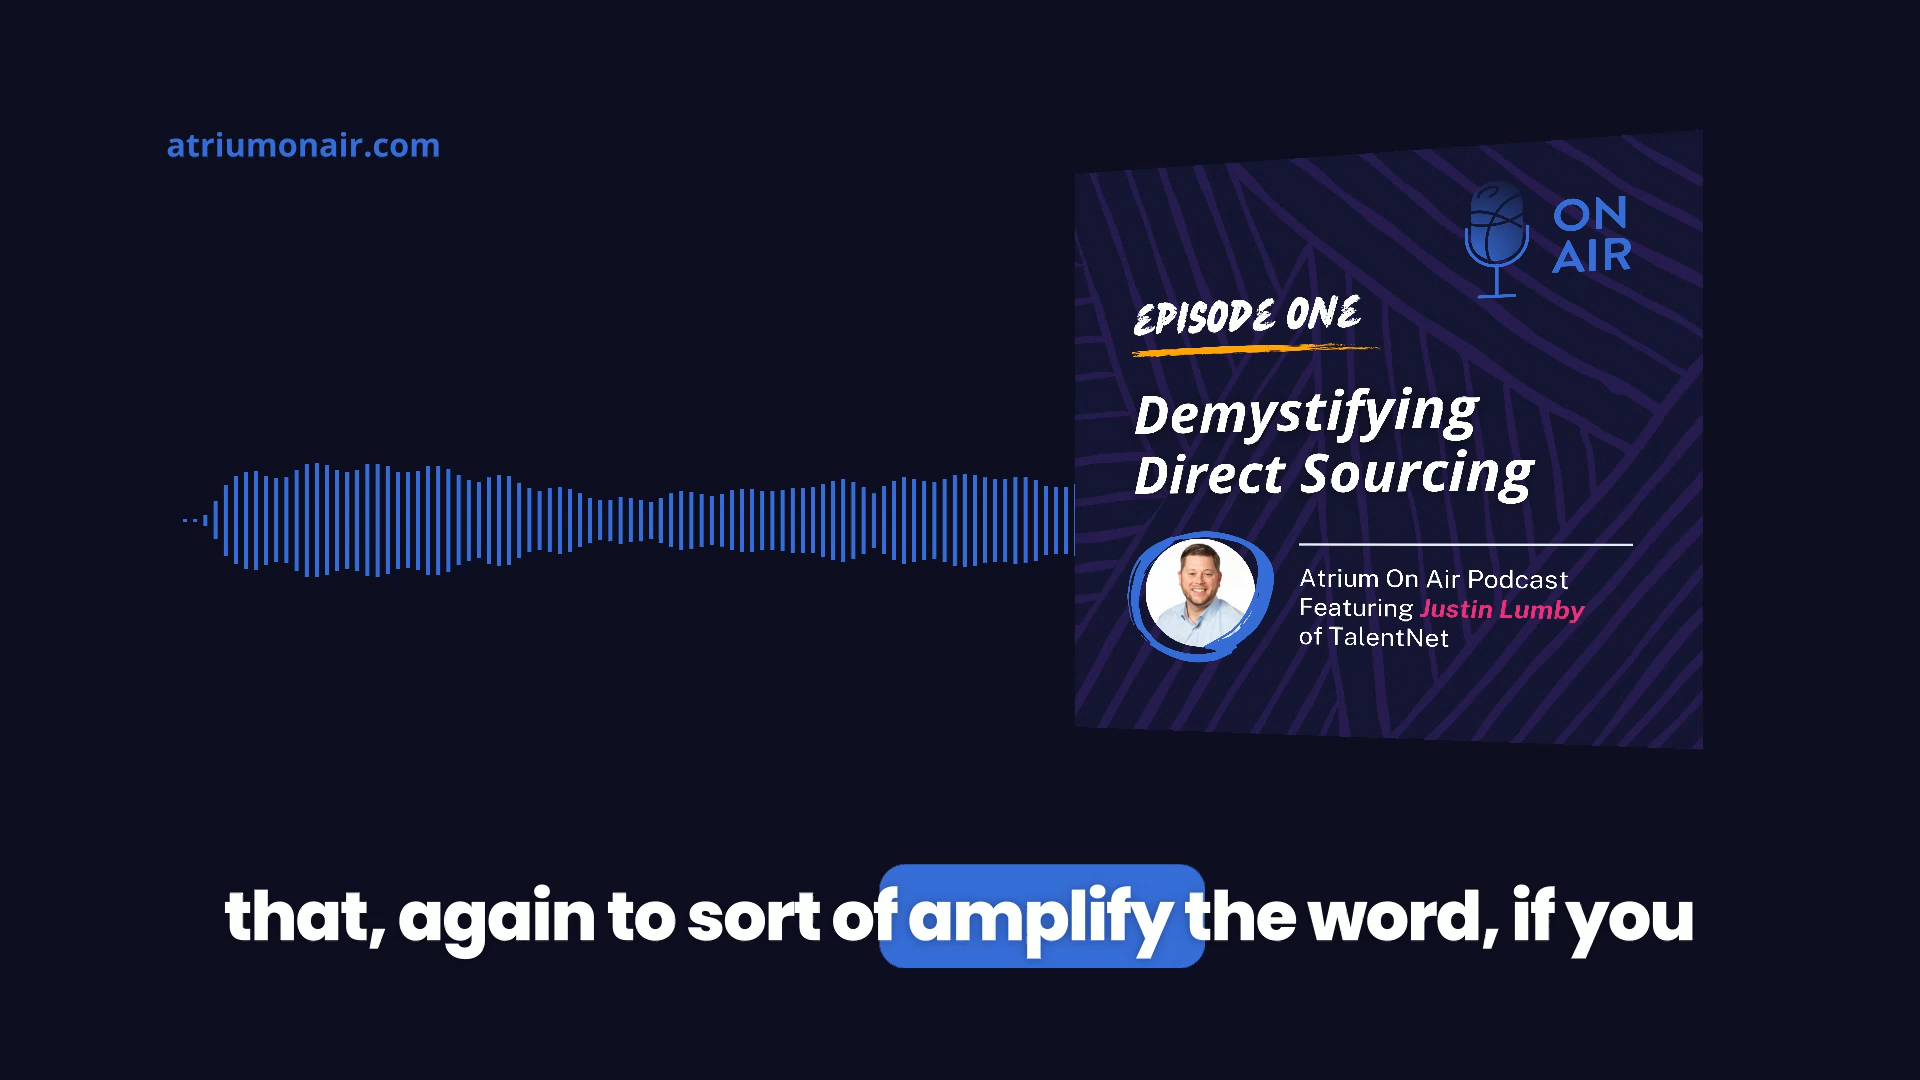 atriumonair.com
ON
AIR
EPISODE ONE
Demystifying
Direct Sourcing
Atrium On Air Podcast
Featuring Justin Lumby
of TalentNet
that, again to sort of amplify the word, if you